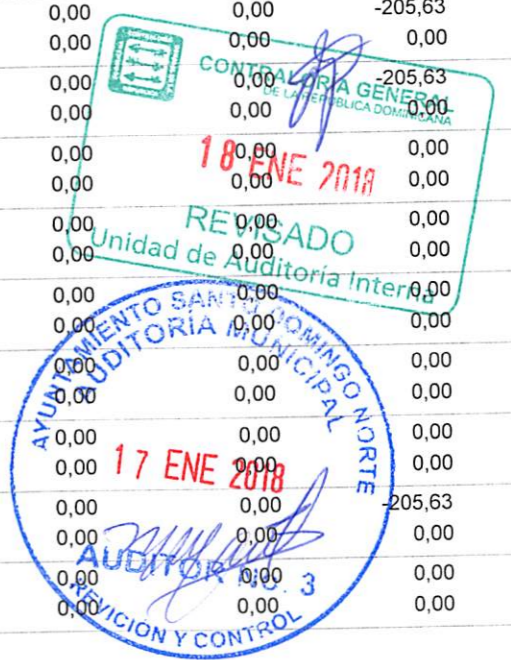 0,00 0,00 -205,63
0,00 0,00 0,00
0,00 0,00 -205,63
0,00 0,00 0,00
0,00 0,00 0,00
0,00 0,00 0,00
0,00 0,00 0,00
0,00 0,00 0,00
0,00 0,00 0,00
0,00 0,00 0,00
0,00 0,00 0,00
0,00 0,00 0,00
0,00 0,00 0,00
0,00 0,00 0,00
0,00 0,00 -205,63
0,00 0,00 0,00
0,00 0,00 0,00
0,00 0,00 0,00
CONTRALORÍA GENERAL
DE LA REPÚBLICA DOMINICANA
18 ENE 2018
REVISADO
Unidad de Auditoría Interna
AYUNTAMIENTO SANTO DOMINGO NORTE
AUDITORÍA MUNICIPAL
17 ENE 2018
AUDITOR NO. 3
REVICIÓN Y CONTROL